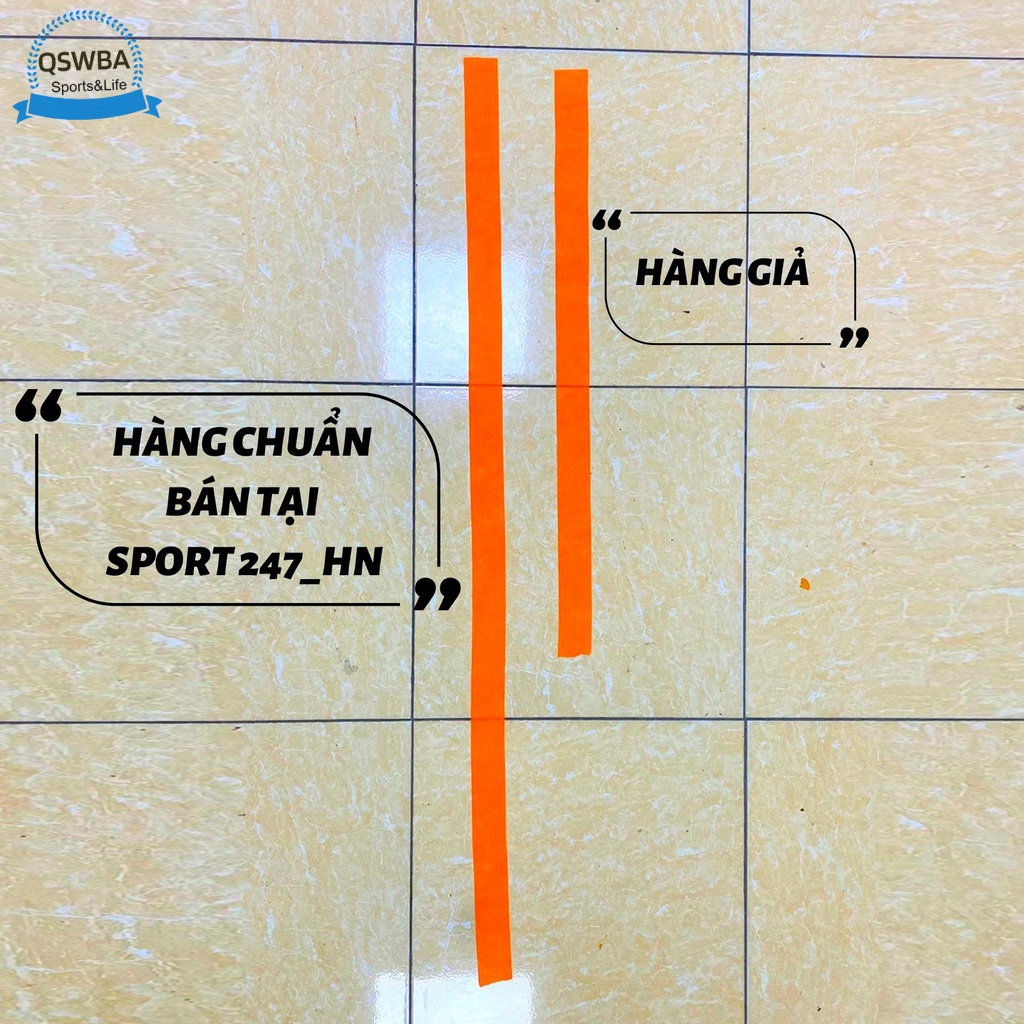 QSWBA
Sports&Life
“
HÀNG GIẢ
”
“
HÀNG CHUẨN
BÁN TẠI
SPORT 247_HN
”